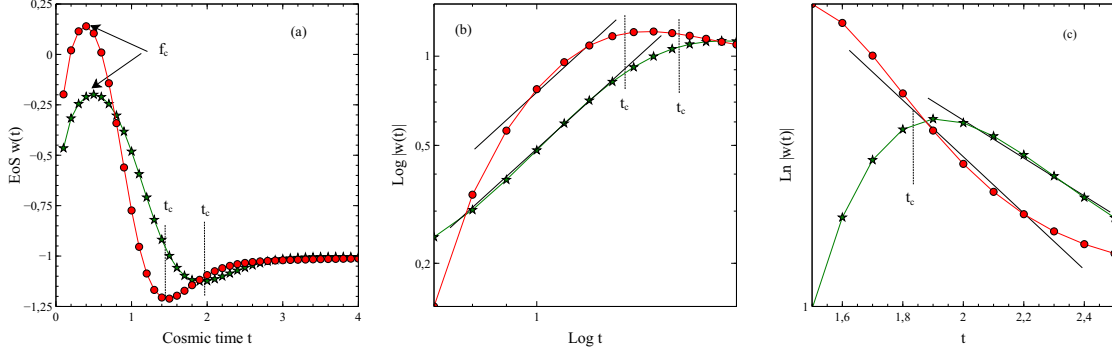 0,25
0
−0,25
−0,5
−0,75
−1
−1,25
EoS w(t)
0
1
2
3
4
Cosmic time t
(a)
f_c
t_c
t_c
1
0,5
0,2
Log |w(t)|
1
Log t
(b)
t_c
t_c
1
Ln |w(t)|
1,6
1,8
2
2,2
2,4
t
(c)
t_c